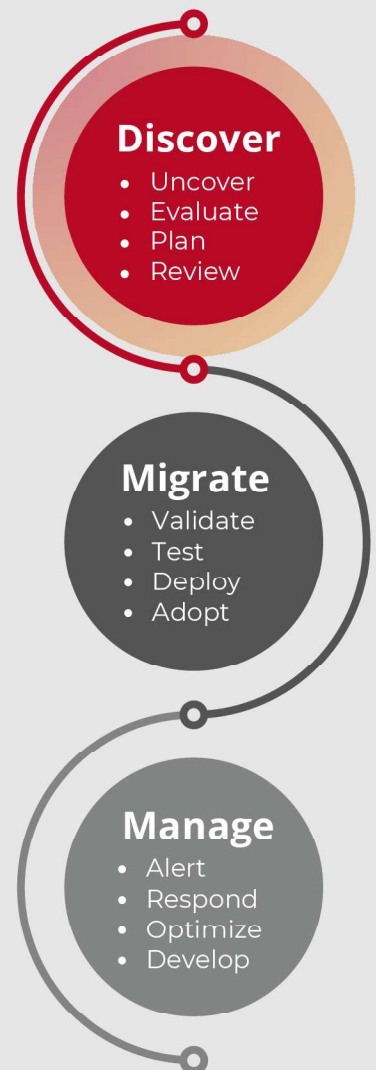 Discover
• Uncover
• Evaluate
• Plan
• Review
Migrate
• Validate
• Test
• Deploy
• Adopt
Manage
• Alert
• Respond
• Optimize
• Develop